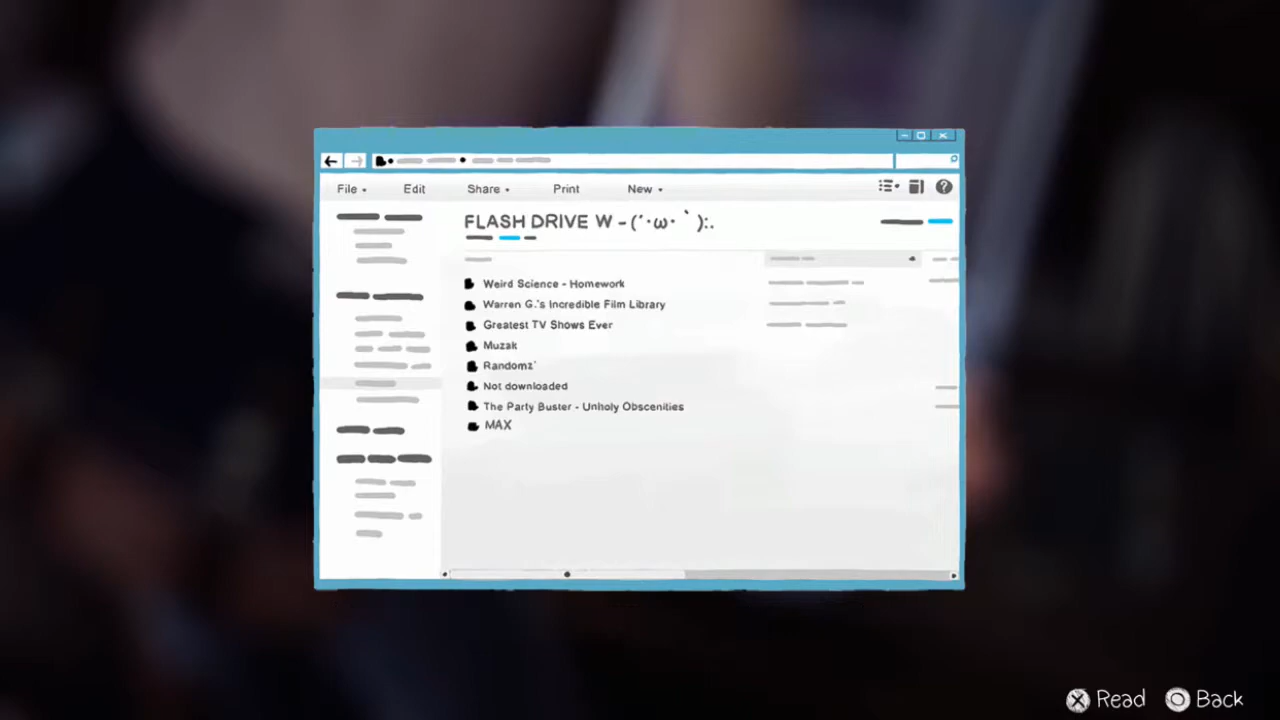 File Edit Share Print New
FLASH DRIVE W -(´･ω･`):.
Weird Science - Homework
Warren G.'s Incredible Film Library
Greatest TV Shows Ever
Muzak
Randomz'
Not downloaded
The Party Buster - Unholy Obscenities
MAX
Read Back